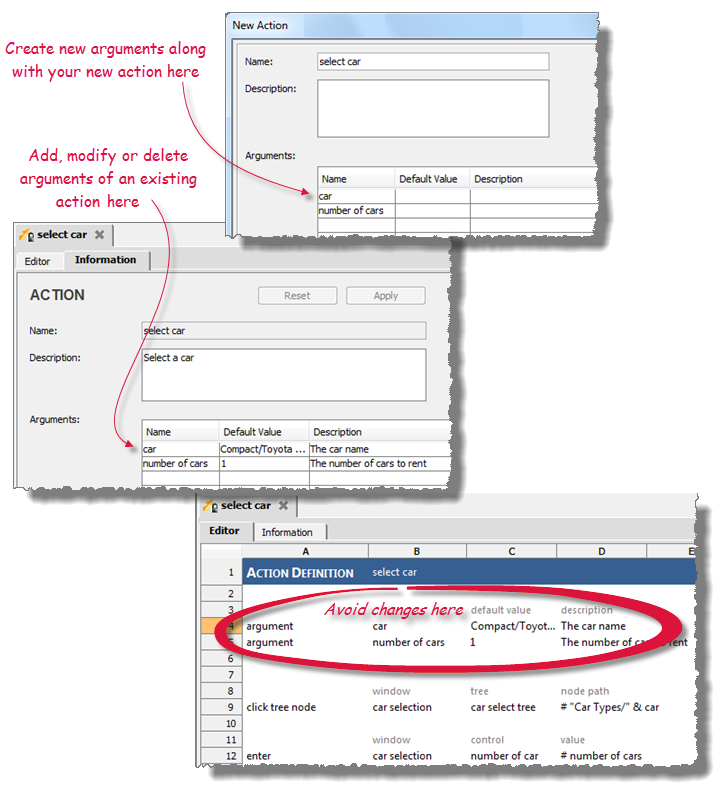 New Action
Create new arguments along
with your new action here
Name: select car
Description:
Arguments:
Name Default Value Description
car
number of cars
Add, modify or delete
arguments of an existing
action here
select car
Editor Information
ACTION Reset Apply
Name: select car
Description: Select a car
Arguments:
Name Default Value Description
car Compact/Toyota ... The car name
number of cars 1 The number of cars to rent
select car
Editor Information
A B C D E
1 ACTION DEFINITION select car
2
3 Avoid changes here default value description
4 argument car Compact/Toyot... The car name
5 argument number of cars 1 The number of cars to rent
6
7
8 window tree node path
9 click tree node car selection car select tree # "Car Types/" & car
10
11 window control value
12 enter car selection number of car # number of cars